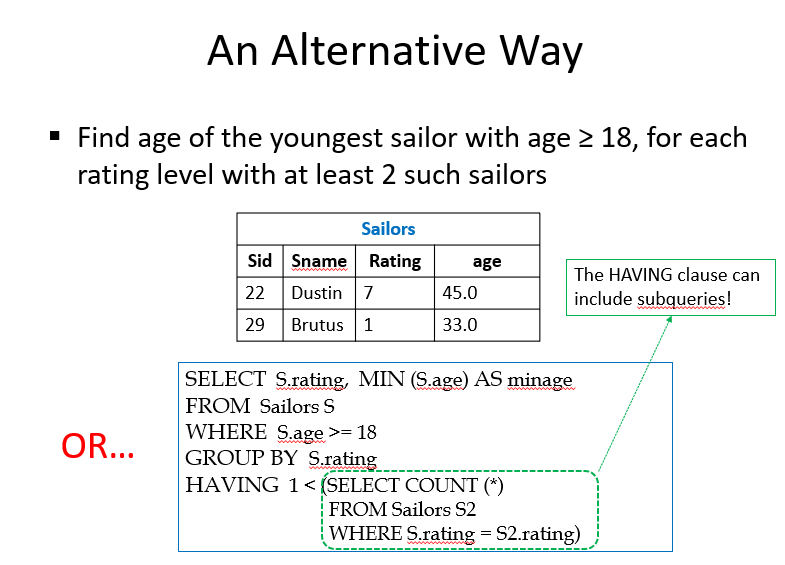 An Alternative Way
▪ Find age of the youngest sailor with age ≥ 18, for each
rating level with at least 2 such sailors
Sailors
Sid Sname Rating age
22 Dustin 7 45.0
29 Brutus 1 33.0
The HAVING clause can
include subqueries!
OR...
SELECT S.rating, MIN (S.age) AS minage
FROM Sailors S
WHERE S.age >= 18
GROUP BY S.rating
HAVING 1 < (SELECT COUNT (*)
FROM Sailors S2
WHERE S.rating = S2.rating)